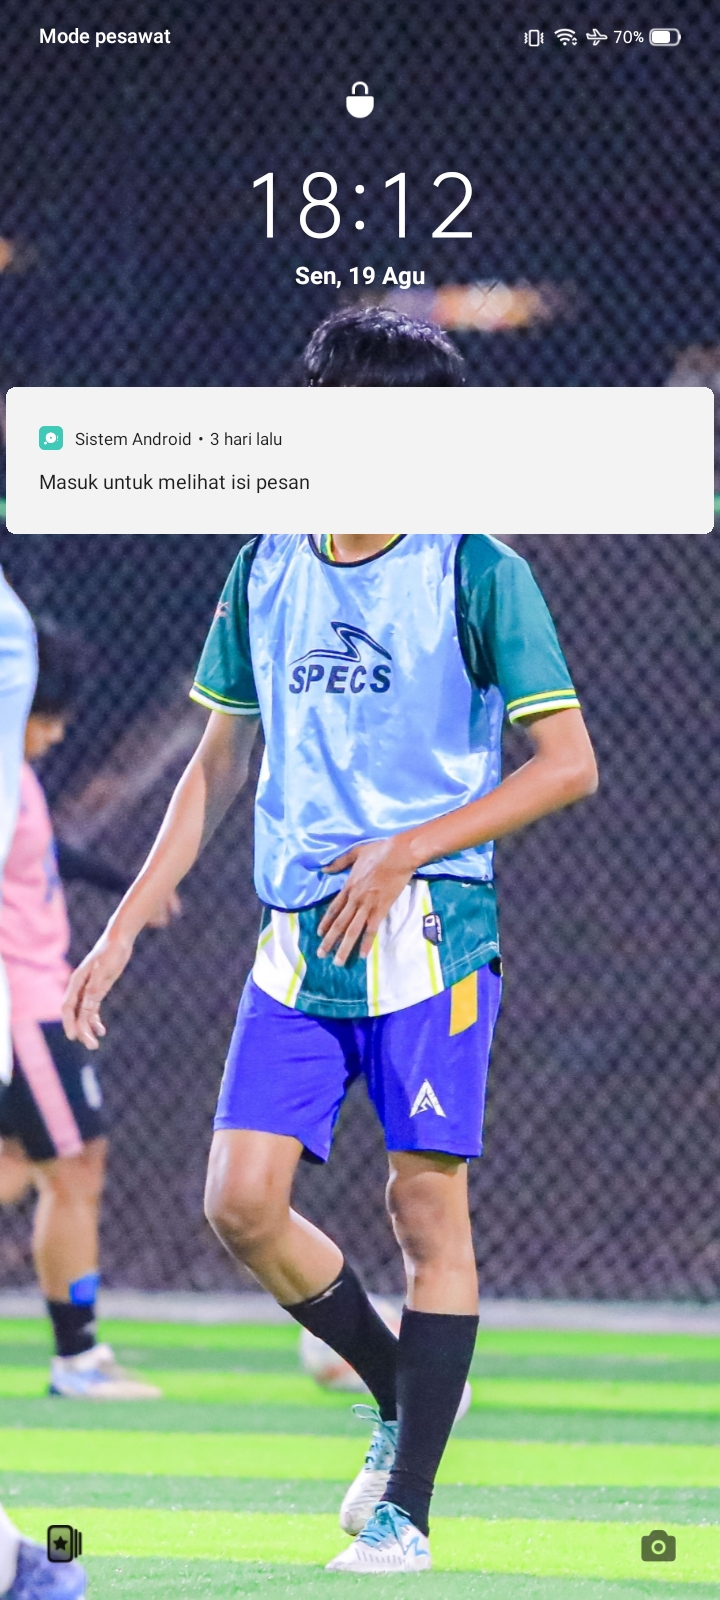 Mode pesawat
70%
18:12
Sen, 19 Agu
Sistem Android • 3 hari lalu
Masuk untuk melihat isi pesan
SPECS